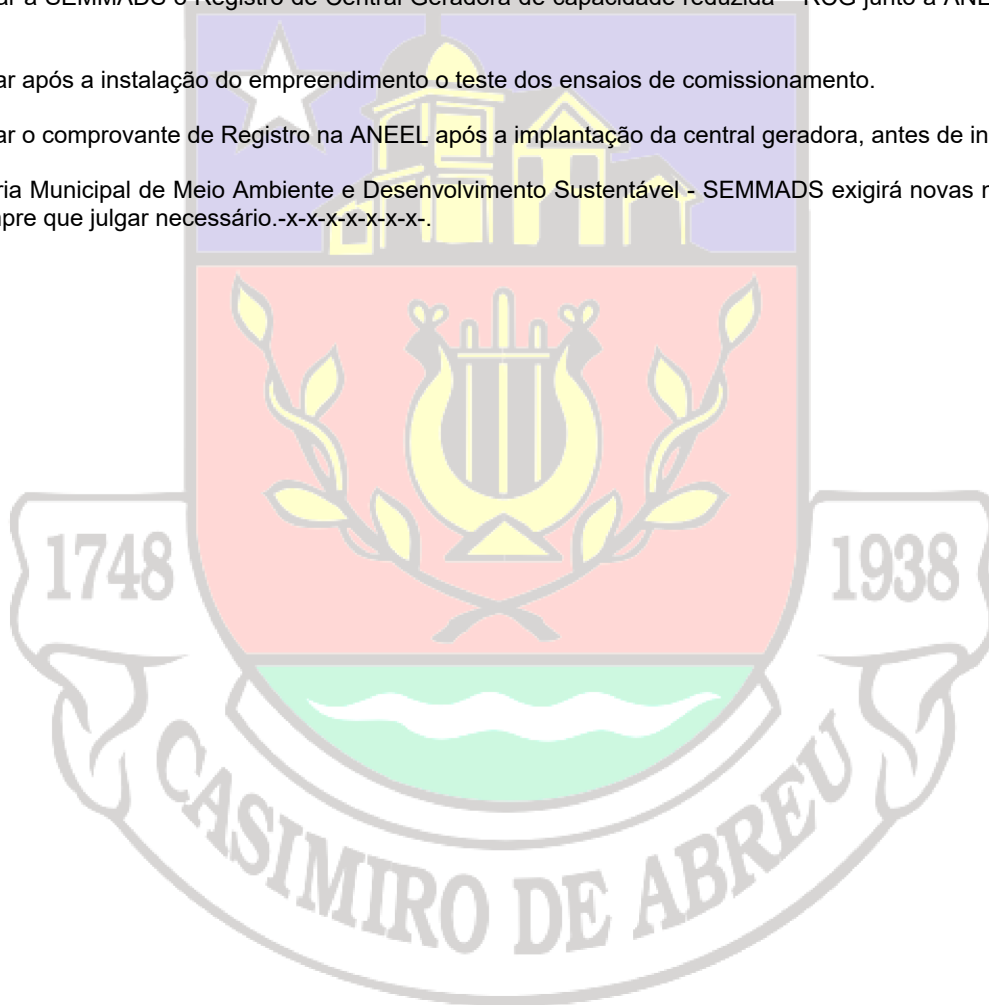 ar à SEMMADS o Registro de Central Geradora de capacidade reduzida – RCG junto à ANE
ar após a instalação do empreendimento o teste dos ensaios de comissionamento.
ar o comprovante de Registro na ANEEL após a implantação da central geradora, antes de in
ria Municipal de Meio Ambiente e Desenvolvimento Sustentável - SEMMADS exigirá novas
pre que julgar necessário.-x-x-x-x-x-x-x-.
1748
1938
CASIMIRO DE ABREU